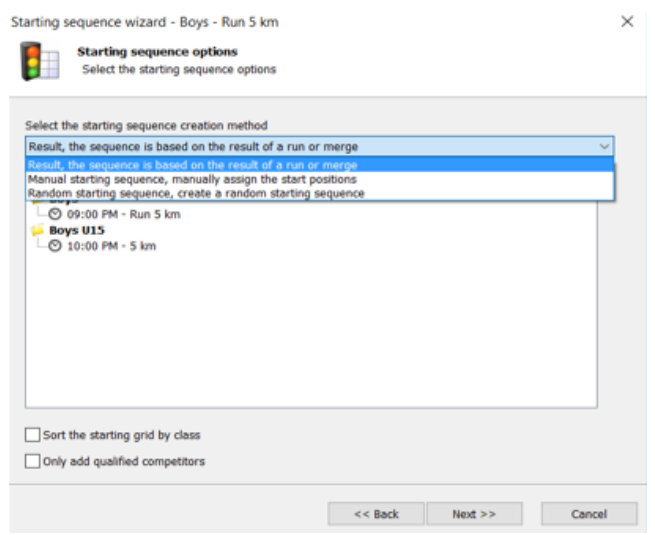 Starting sequence wizard - Boys - Run 5 km
Starting sequence options
Select the starting sequence options
Select the starting sequence creation method
Result, the sequence is based on the result of a run or merge
Result, the sequence is based on the result of a run or merge
Manual starting sequence, manually assign the start positions
Random starting sequence, create a random starting sequence
09:00 PM - Run 5 km
Boys U15
10:00 PM - 5 km
Sort the starting grid by class
Only add qualified competitors
<< Back
Next >>
Cancel